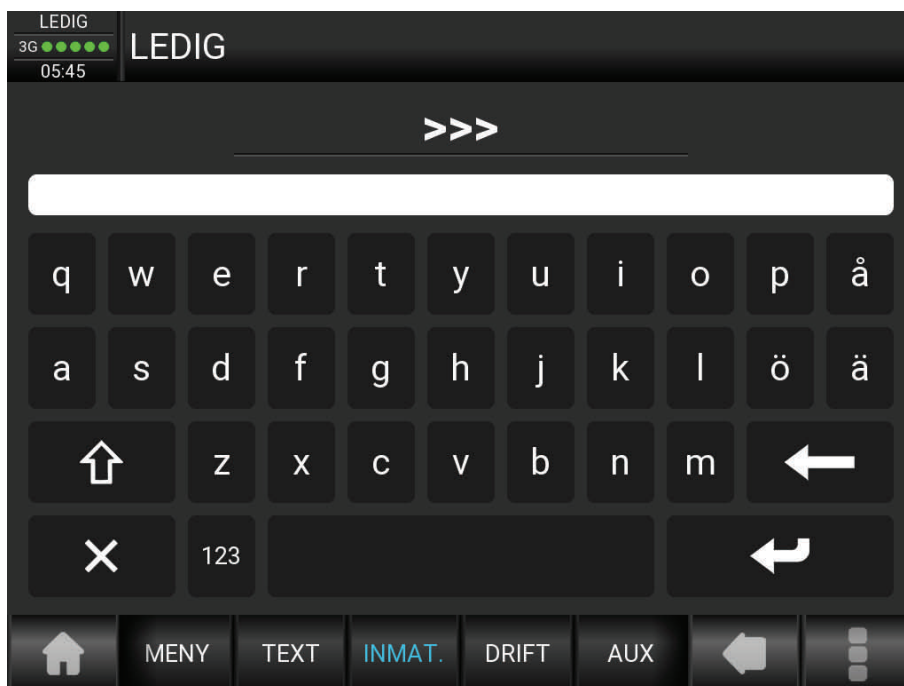 LEDIG
3G
05:45
LEDIG
>>>
q w e r t y u i o p å
a s d f g h j k l ö ä
z x c v b n m
123
MENY TEXT INMAT. DRIFT AUX